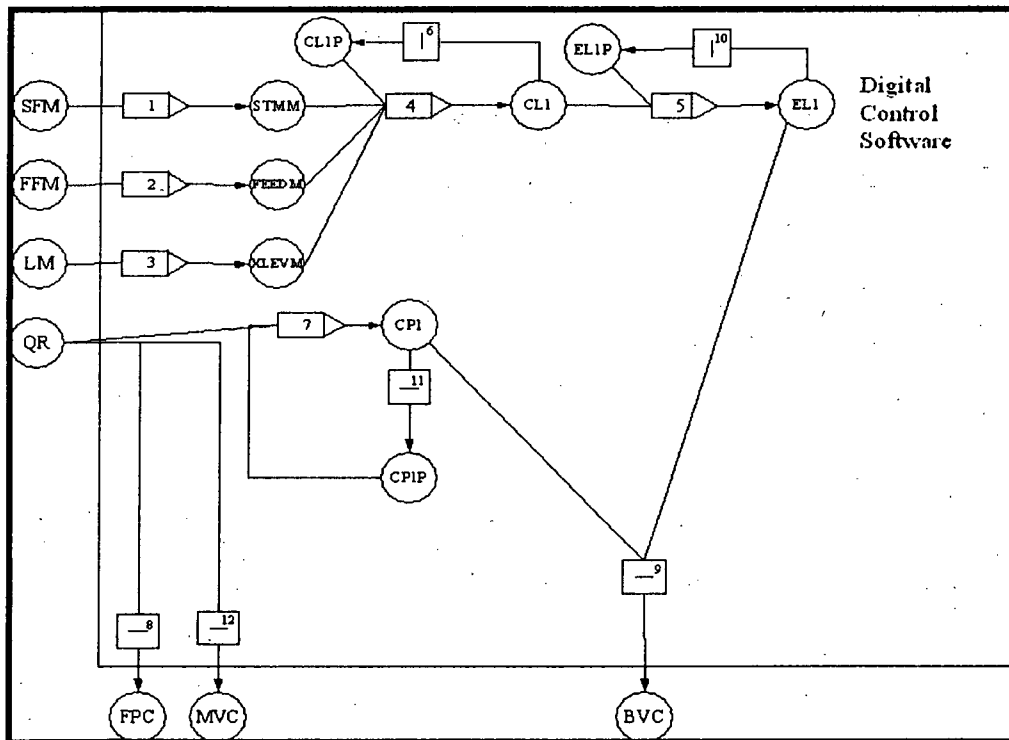 CL1P
6
EL1P
10
SFM
1
STMM
4
CL1
5
EL1
Digital
Control
Software
FFM
2
FEEDM
LM
3
XLEVM
QR
7
CP1
11
CP1P
9
8
12
FPC
MVC
BVC